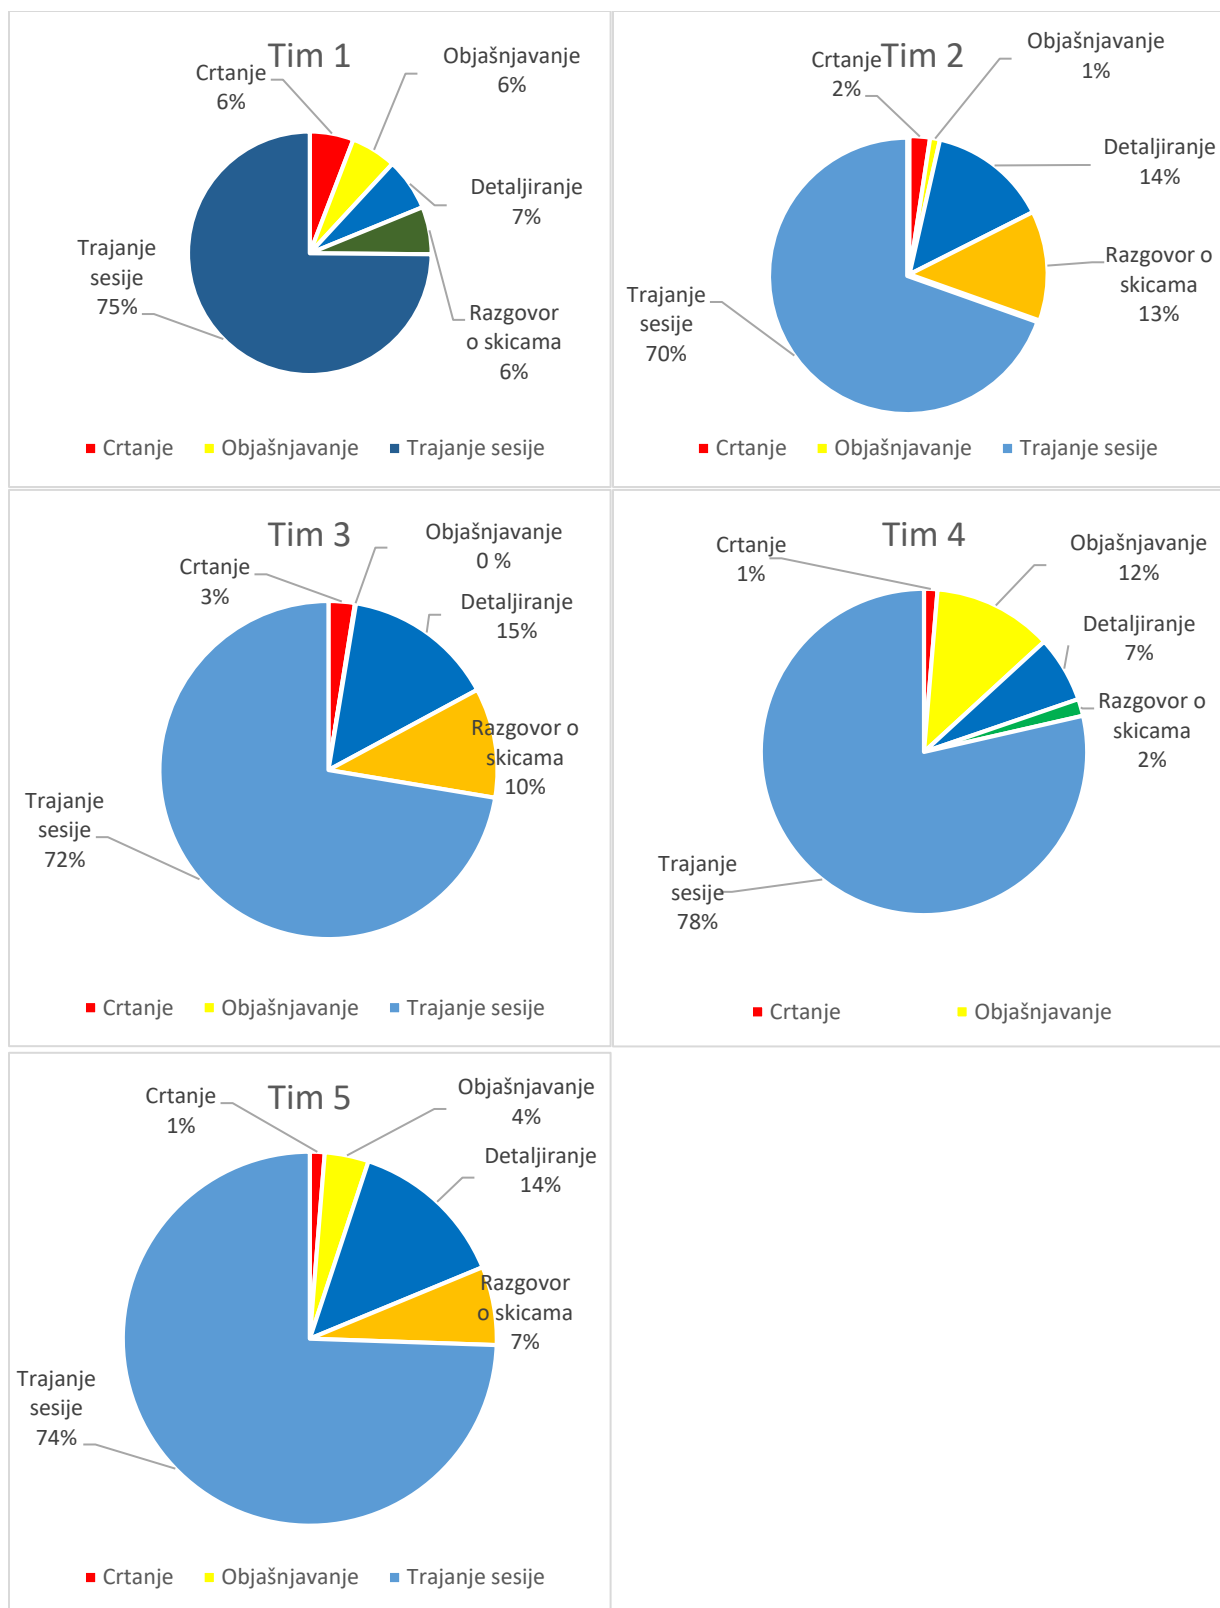 Tim 1
Crtanje
6%
Objašnjavanje
6%
Detaljiranje
7%
Razgovor
o skicama
6%
Trajanje
sesije
75%
Crtanje Objašnjavanje Trajanje sesije
Tim 2
Crtanje
2%
Objašnjavanje
1%
Detaljiranje
14%
Razgovor o
skicama
13%
Trajanje
sesije
70%
Crtanje Objašnjavanje Trajanje sesije
Tim 3
Crtanje
3%
Objašnjavanje
0 %
Detaljiranje
15%
Razgovor o
skicama
10%
Trajanje
sesije
72%
Crtanje Objašnjavanje Trajanje sesije
Tim 4
Crtanje
1%
Objašnjavanje
12%
Detaljiranje
7%
Razgovor o
skicama
2%
Trajanje
sesije
78%
Crtanje Objašnjavanje
Tim 5
Crtanje
1%
Objašnjavanje
4%
Detaljiranje
14%
Razgovor
o skicama
7%
Trajanje
sesije
74%
Crtanje Objašnjavanje Trajanje sesije